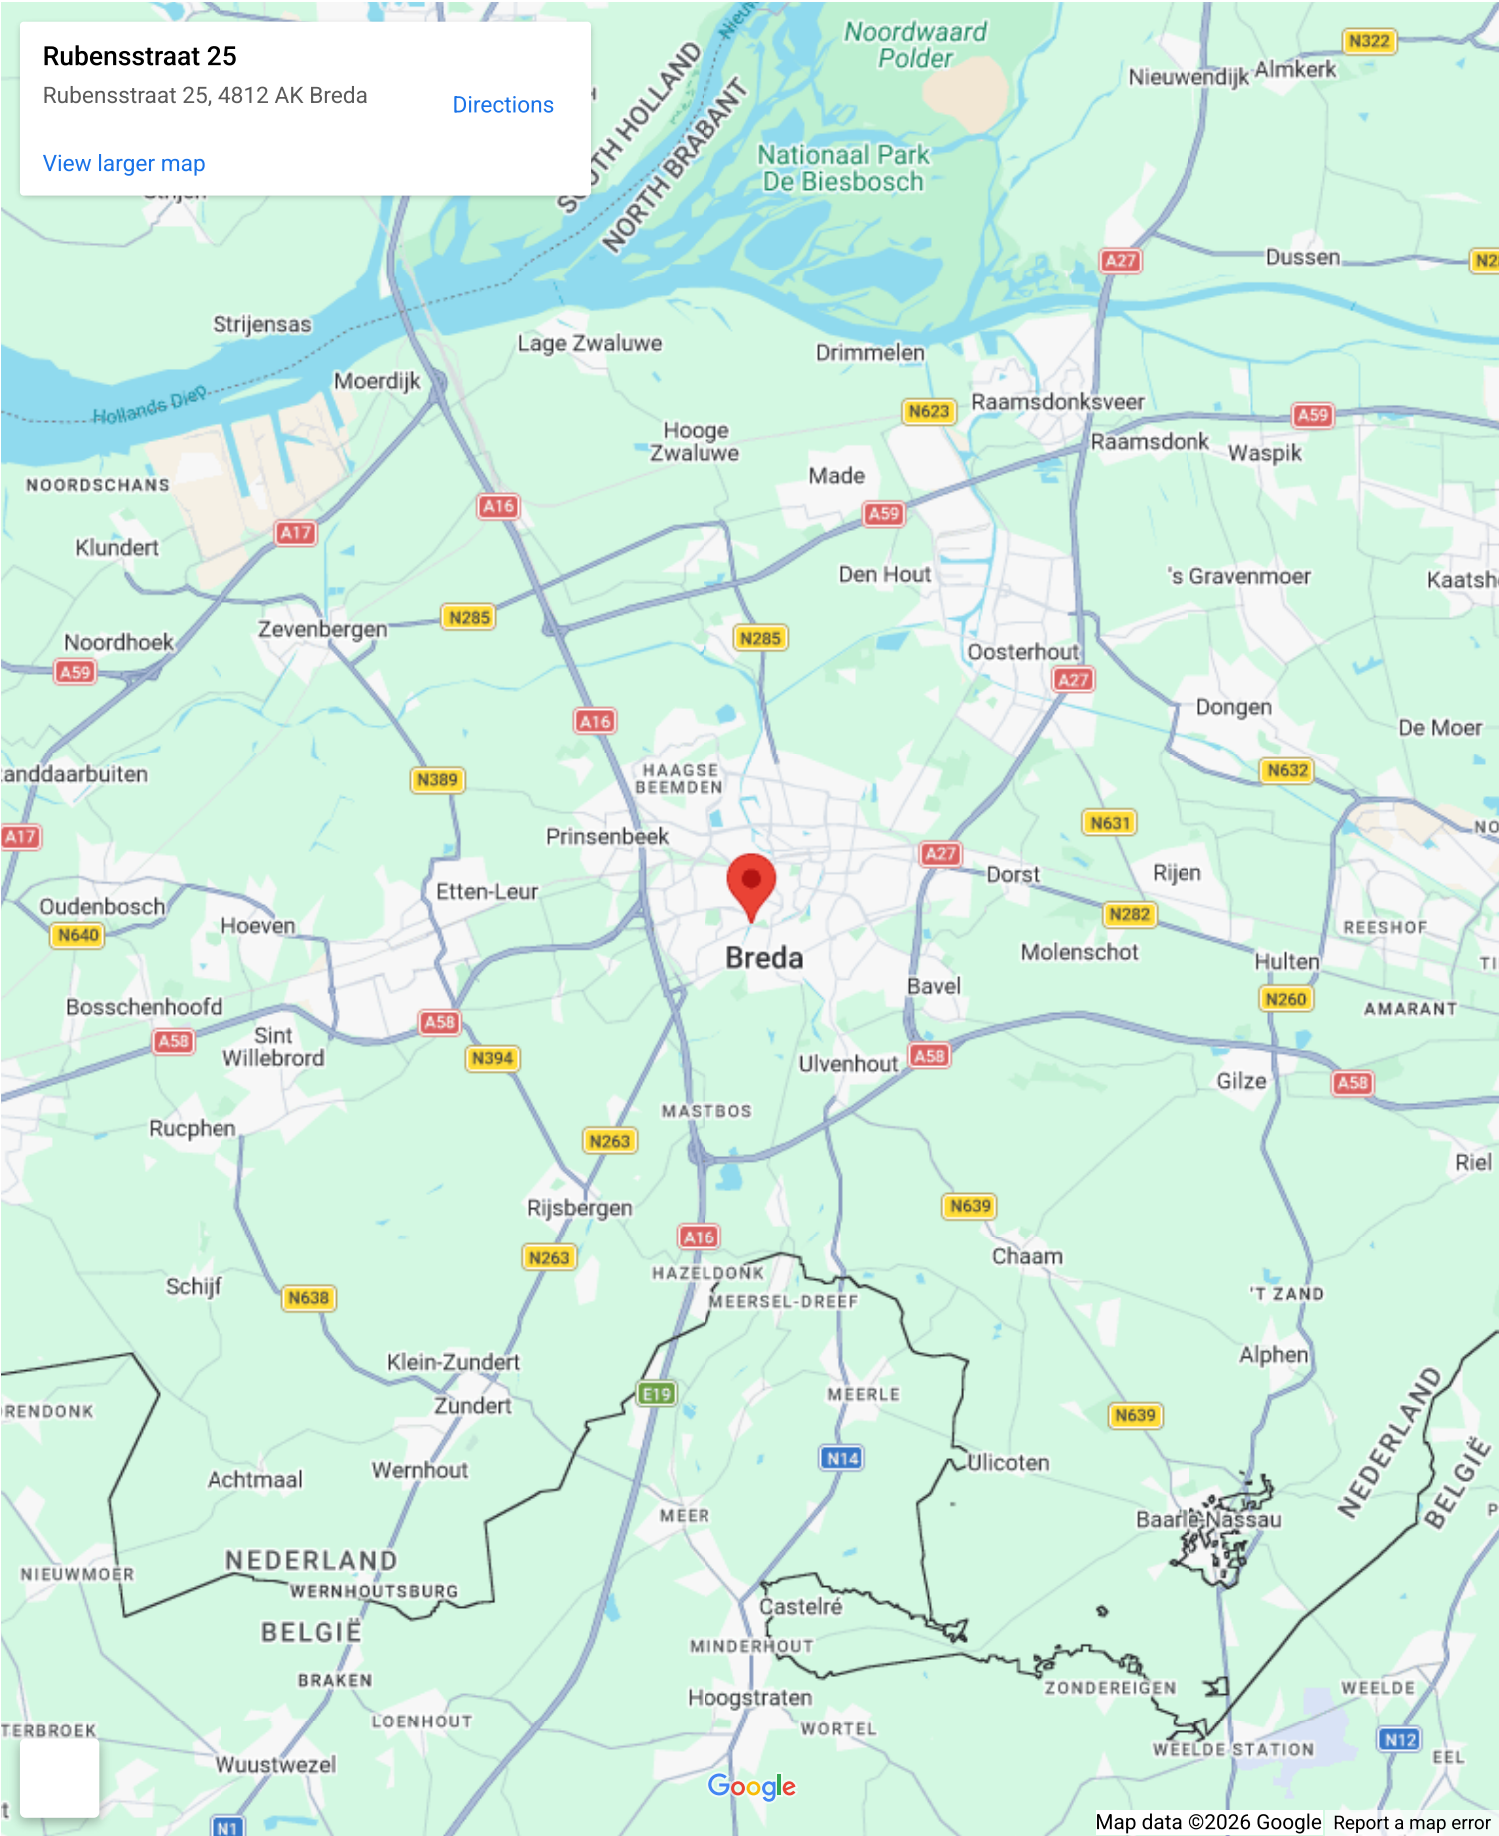 Rubensstraat 25
Rubensstraat 25, 4812 AK Breda
Directions
View larger map
SOUTH HOLLAND
NORTH BRABANT
Noordwaard
Polder
N322
Nieuwendijk
Almkerk
Nationaal Park
De Biesbosch
A27
Dussen
Strijensas
Lage Zwaluwe
Drimmelen
Moerdijk
Hollands Diep
N623
Raamsdonksveer
A59
Hooge
Zwaluwe
Raamsdonk
Waspik
Made
NOORDSCHANS
A16
A59
A17
Klundert
Den Hout
's Gravenmoer
N285
Zevenbergen
N285
Noordhoek
Oosterhout
A59
A27
A16
Dongen
De Moer
HAAGSE
BEEMDEN
N389
N632
N631
A17
Prinsenbeek
A27
Dorst
Rijen
Etten-Leur
Oudenbosch
N640
Hoeven
N282
REESHOF
Breda
Molenschot
Hulten
Bavel
N260
AMARANT
Bosschenhoofd
A58
A58
Sint
Willebrord
N394
Ulvenhout
A58
Gilze
A58
MASTBOS
Rucphen
N263
Riel
Rijsbergen
N639
A16
N263
Chaam
HAZELDONK
Schijf
N638
MEERSEL-DREEF
'T ZAND
Klein-Zundert
Alphen
E19
MEERLE
Zundert
N639
NEDERLAND
BELGIË
Achtmaal
Wernhout
N14
Ulicoten
MEER
Baarle-Nassau
NEDERLAND
NIEUWMOER
WERNHOUTSBURG
Castelré
BELGIË
MINDERHOUT
BRAKEN
ZONDEREIGEN
WEELDE
Hoogstraten
LOENHOUT
WORTEL
N12
WEELDE STATION
EEL
Wuustwezel
Google
N1
Map data ©2026 Google
Report a map error